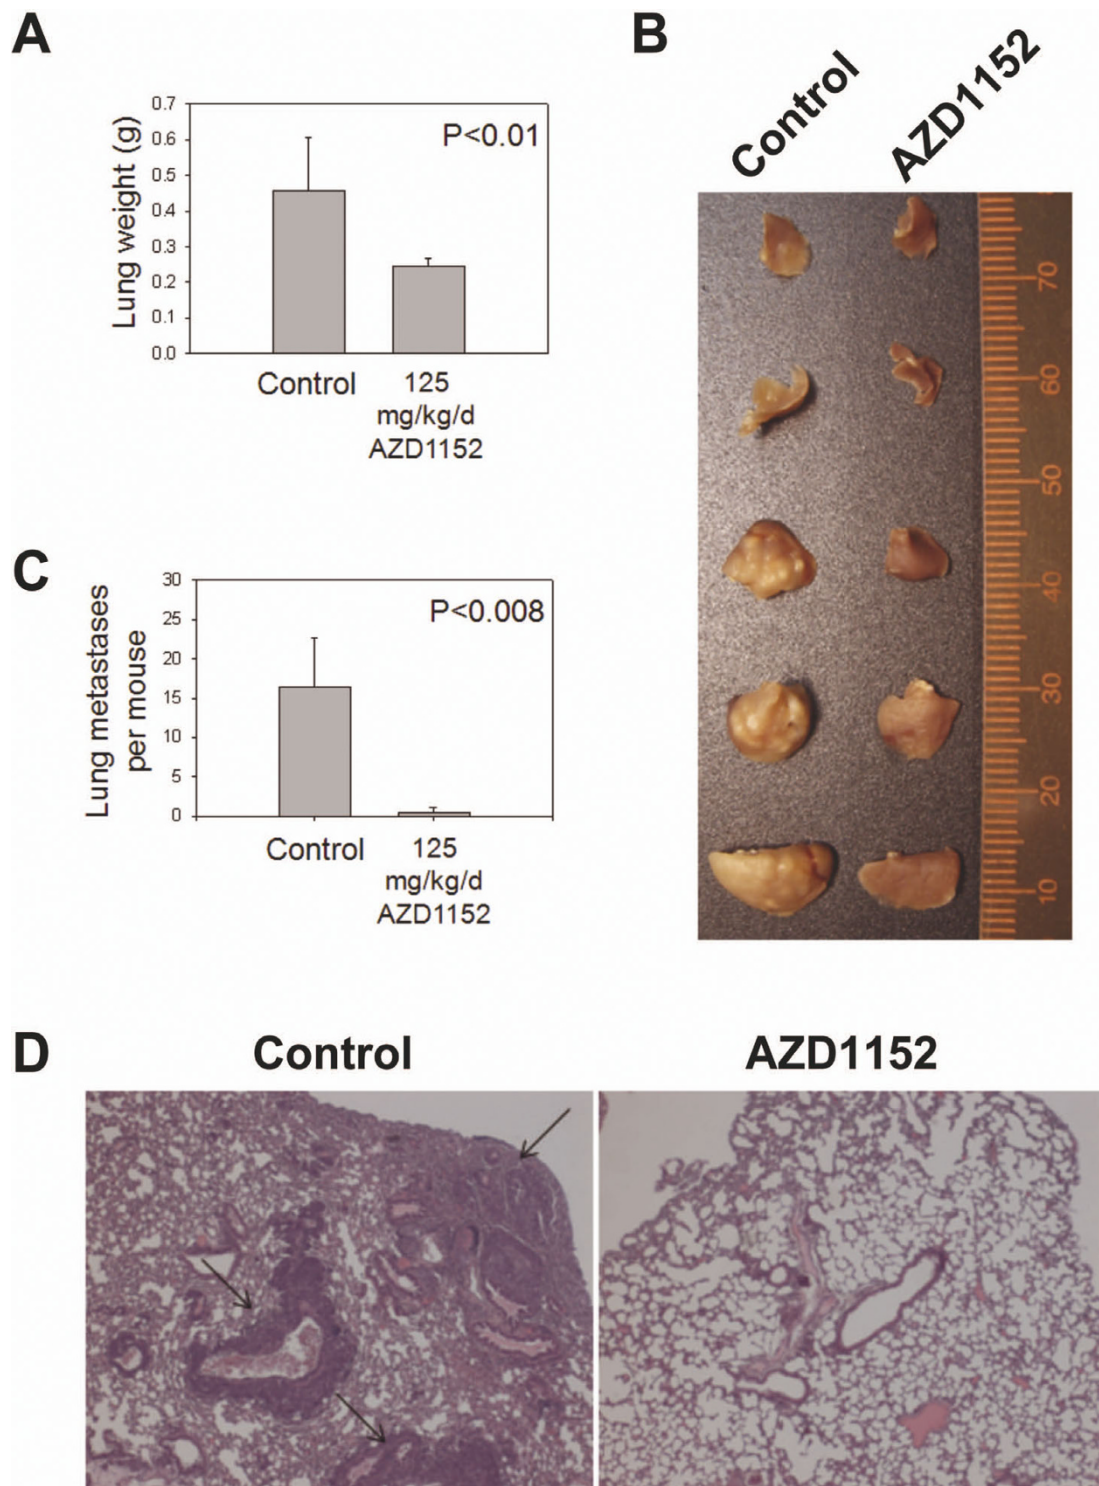 A
0.7
0.6
0.5
0.4
0.3
0.2
0.1
0.0
Lung weight (g)
P<0.01
Control
125
mg/kg/d
AZD1152
B
Control
AZD1152
70
60
50
40
30
20
10
C
30
25
20
15
10
5
0
Lung metastases
per mouse
P<0.008
Control
125
mg/kg/d
AZD1152
D
Control
AZD1152